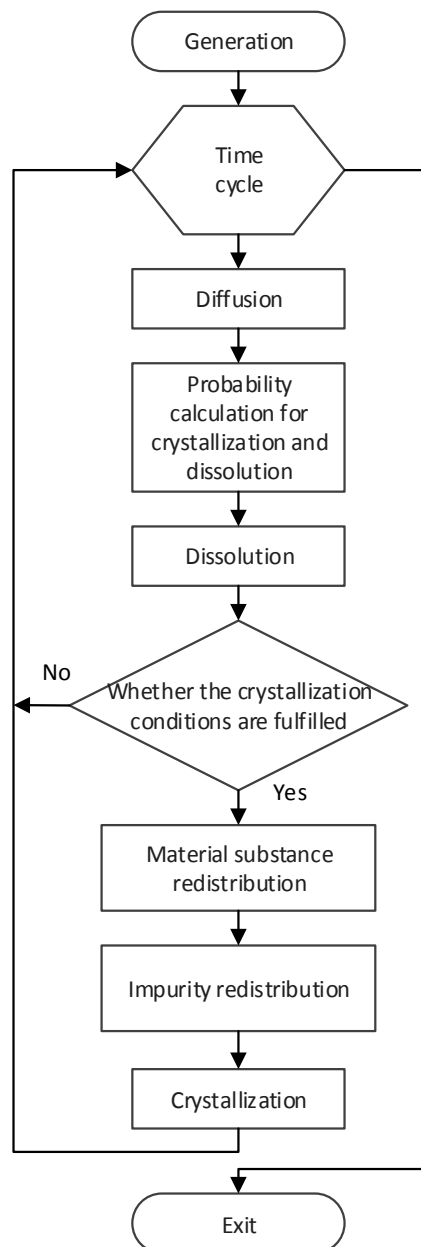 Generation
Time
cycle
Diffusion
Probability
calculation for
crystallization and
dissolution
Dissolution
No
Whether the crystallization
conditions are fulfilled
Yes
Material substance
redistribution
Impurity redistribution
Crystallization
Exit